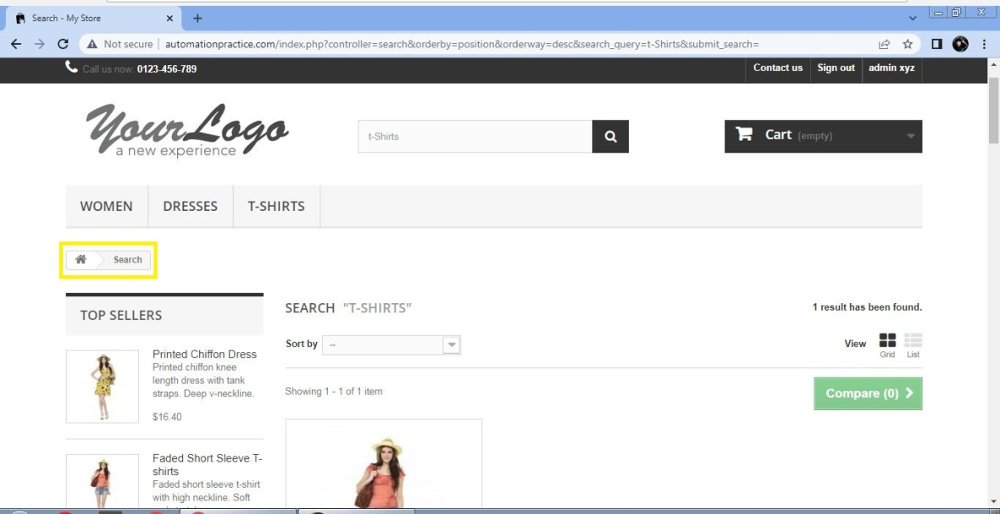 Search - My Store
Not secure | automationpractice.com/index.php?controller=search&orderby=position&orderway=desc&search_query=t-Shirts&submit_search=
Call us now: 0123-456-789
Contact us
Sign out
admin xyz
Your Logo
a new experience
t-Shirts
Cart (empty)
WOMEN
DRESSES
T-SHIRTS
Search
TOP SELLERS
SEARCH "T-SHIRTS"
1 result has been found.
Sort by --
View
Grid
List
Showing 1 - 1 of 1 item
Compare (0)
Printed Chiffon Dress
Printed chiffon knee
length dress with tank
straps. Deep v-neckline.
$16.40
Faded Short Sleeve T-
shirts
Faded short sleeve t-shirt
with high neckline. Soft